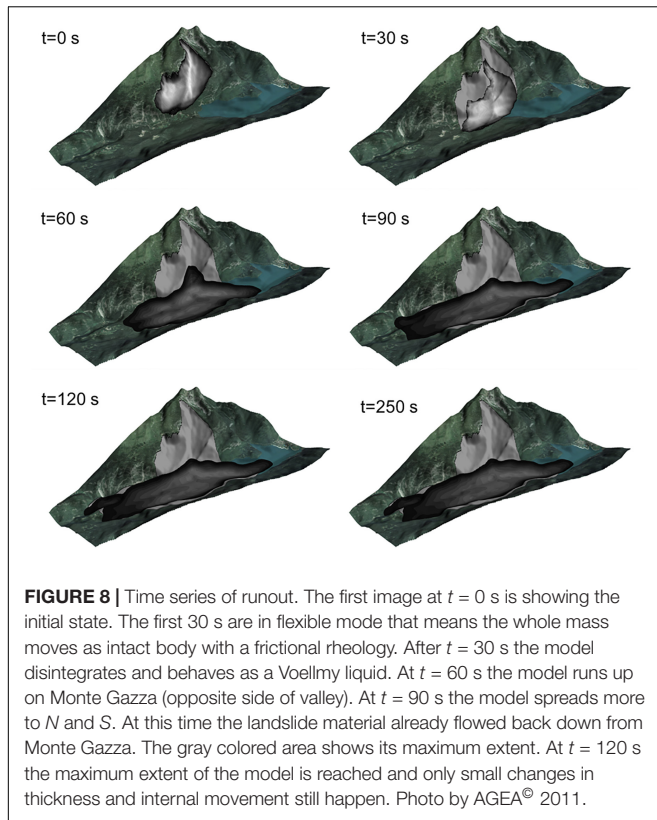 t=0 s
t=30 s
t=60 s
t=90 s
t=120 s
t=250 s
FIGURE 8 | Time series of runout. The first image at t = 0 s is showing the
initial state. The first 30 s are in flexible mode that means the whole mass
moves as intact body with a frictional rheology. After t = 30 s the model
disintegrates and behaves as a Voellmy liquid. At t = 60 s the model runs up
on Monte Gazza (opposite side of valley). At t = 90 s the model spreads more
to N and S. At this time the landslide material already flowed back down from
Monte Gazza. The gray colored area shows its maximum extent. At t = 120 s
the maximum extent of the model is reached and only small changes in
thickness and internal movement still happen. Photo by AGEA© 2011.